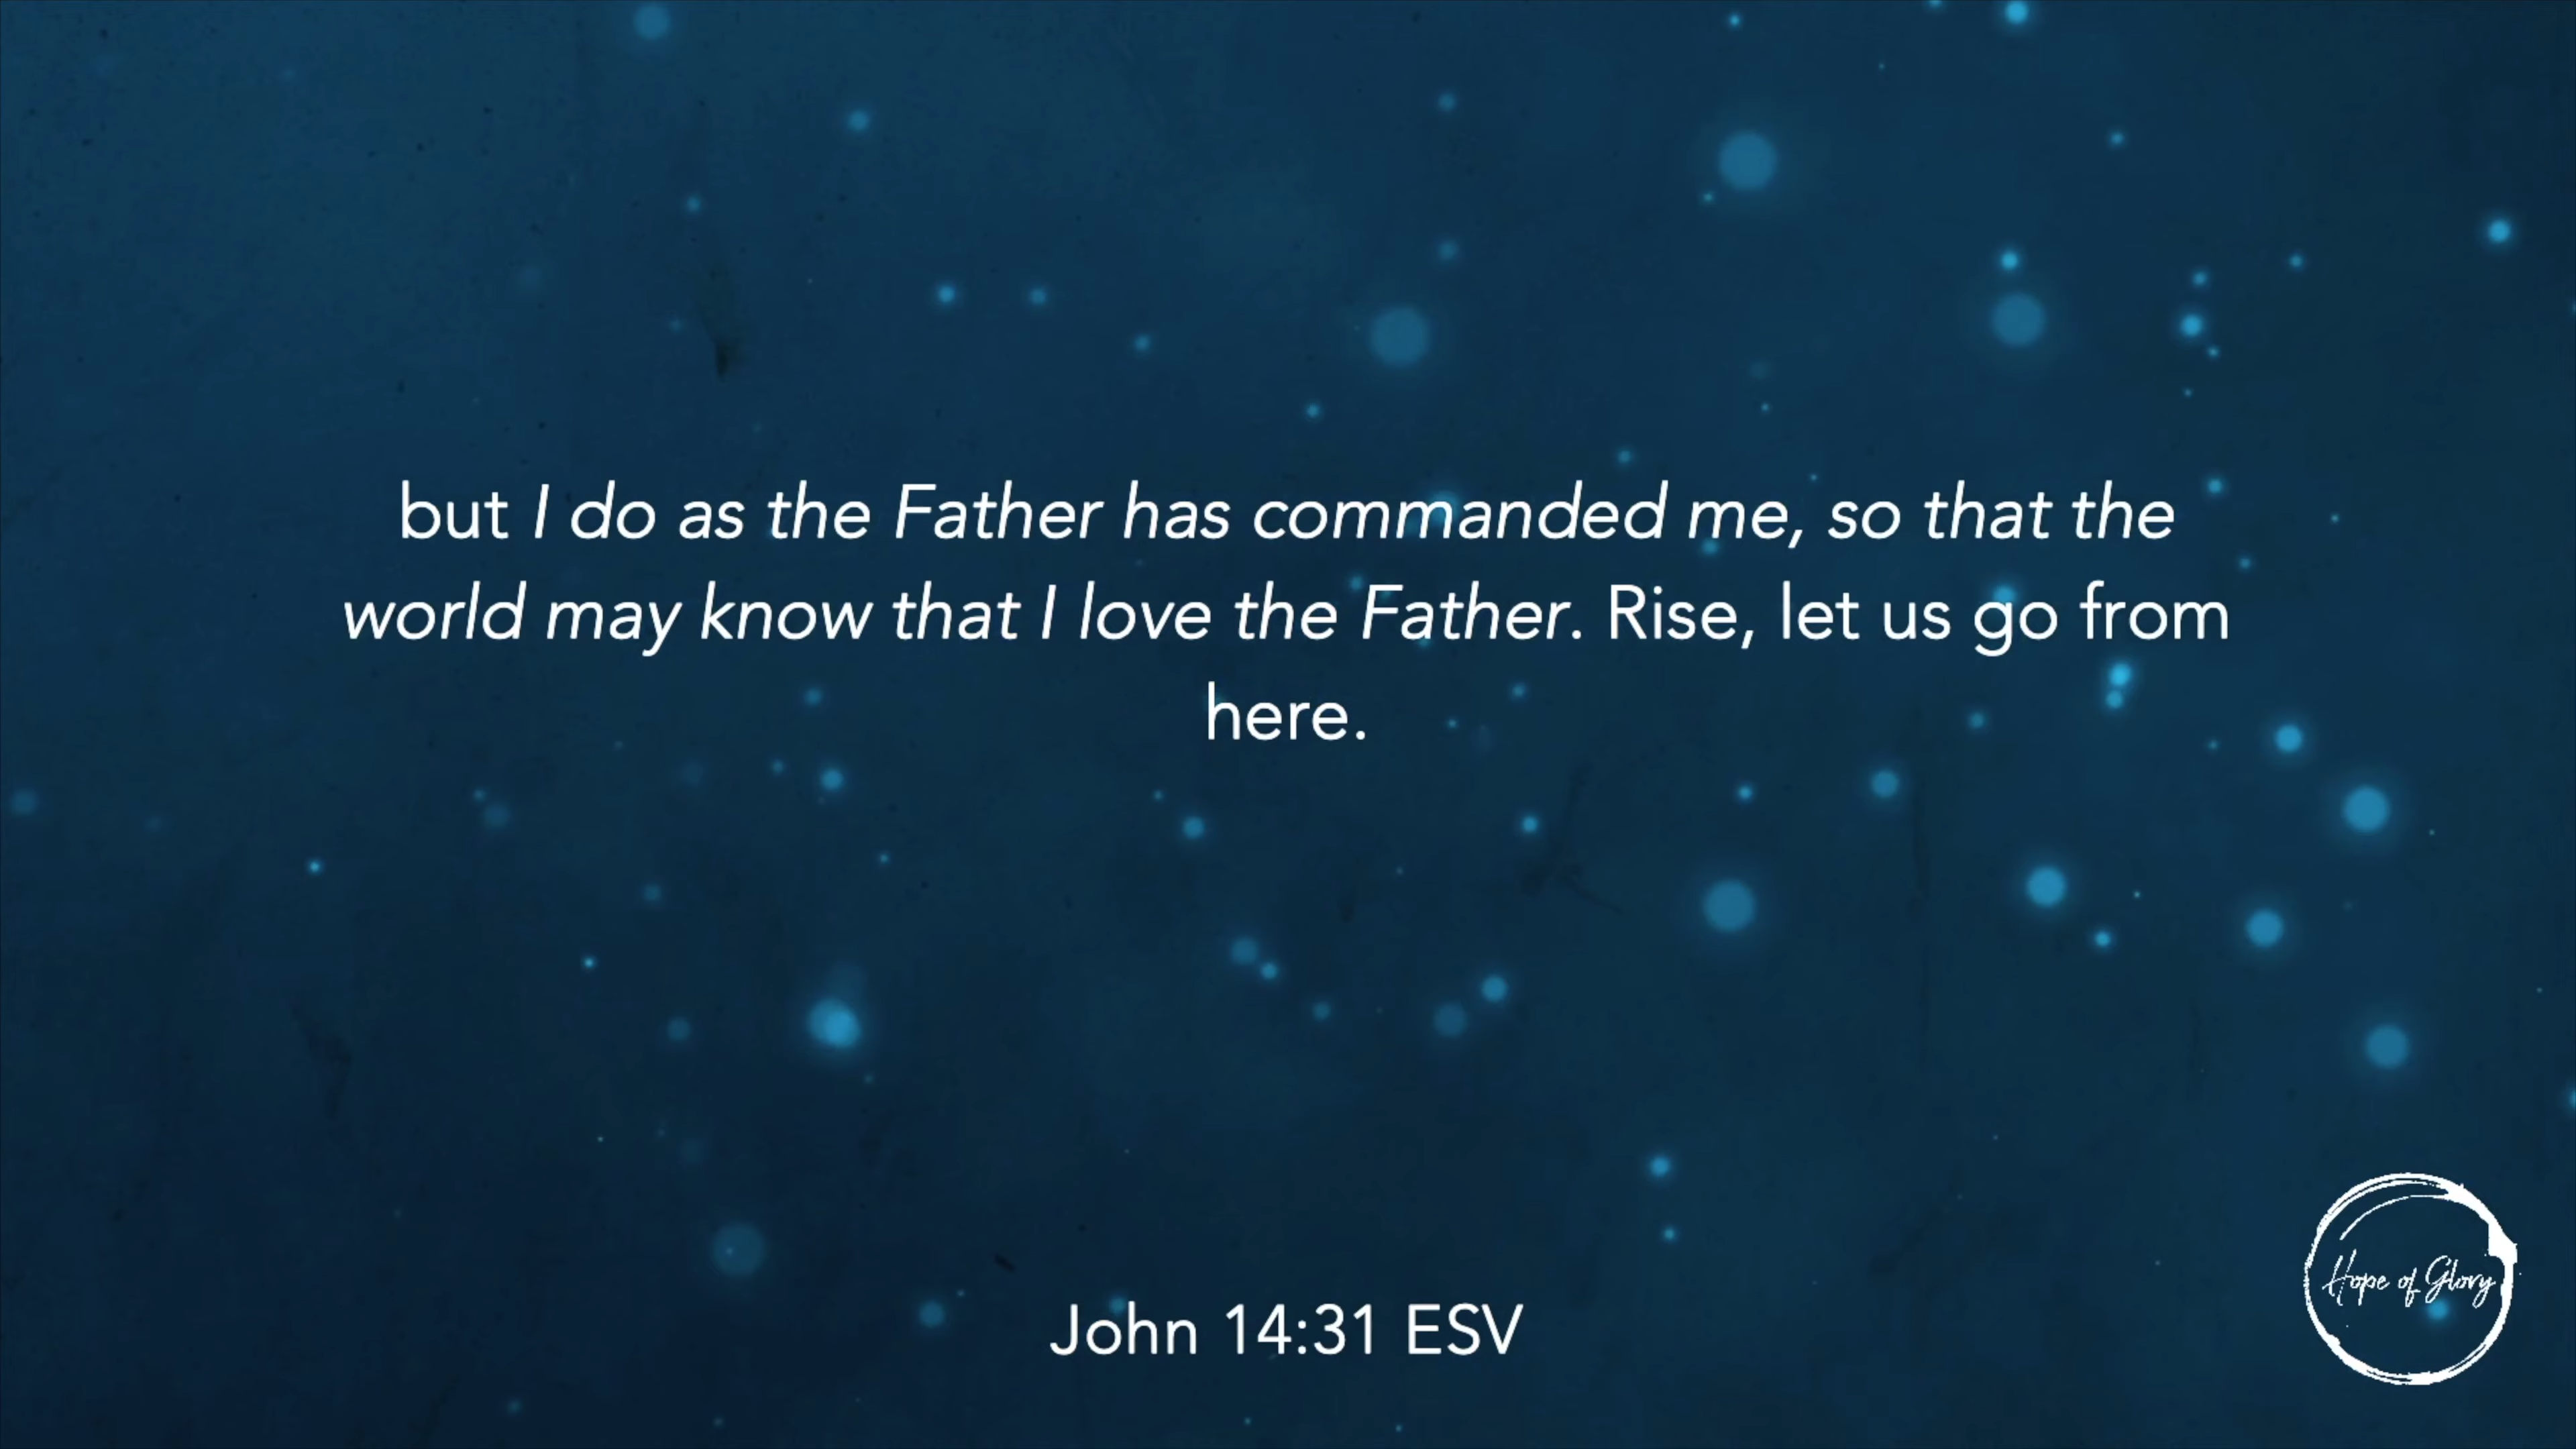 but I do as the Father has commanded me, so that the
world may know that I love the Father. Rise, let us go from
here.
John 14:31 ESV
Hope of Glory